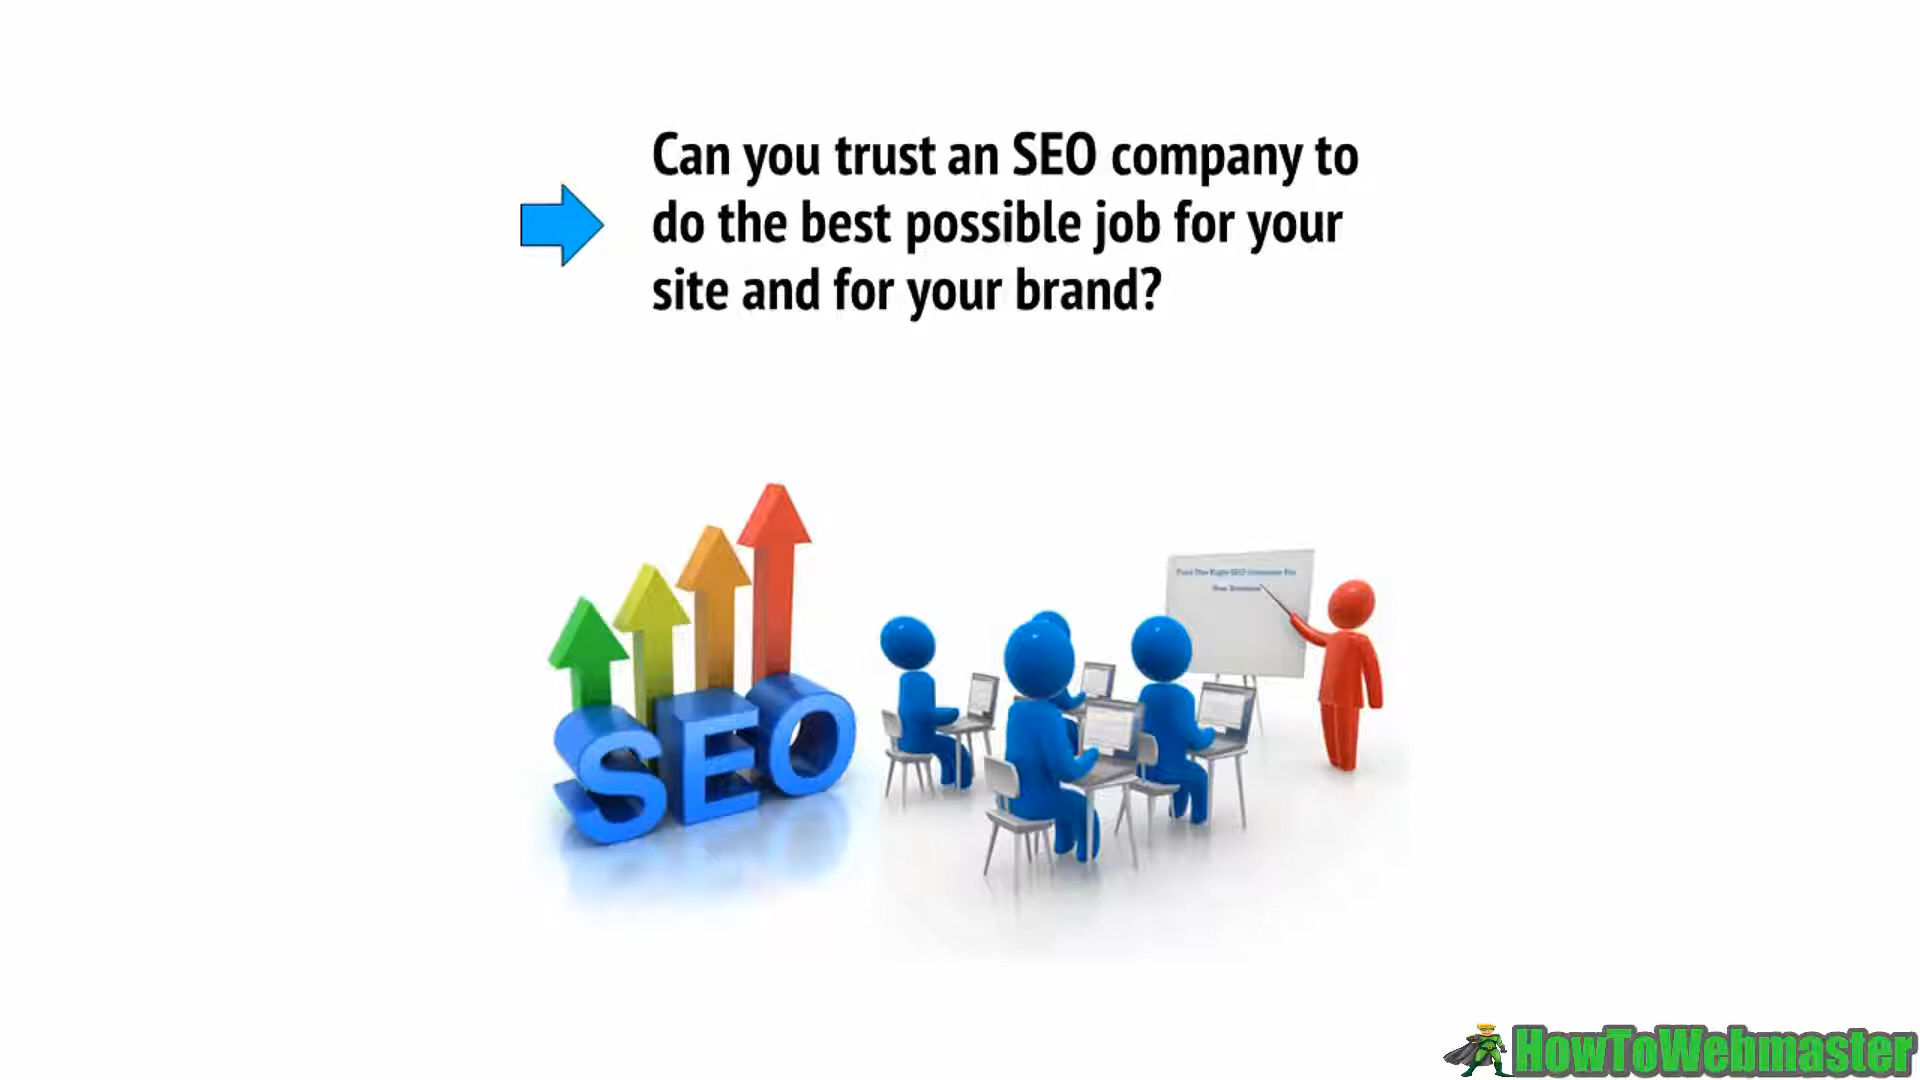 Can you trust an SEO company to
do the best possible job for your
site and for your brand?
SEO
HowToWebmaster